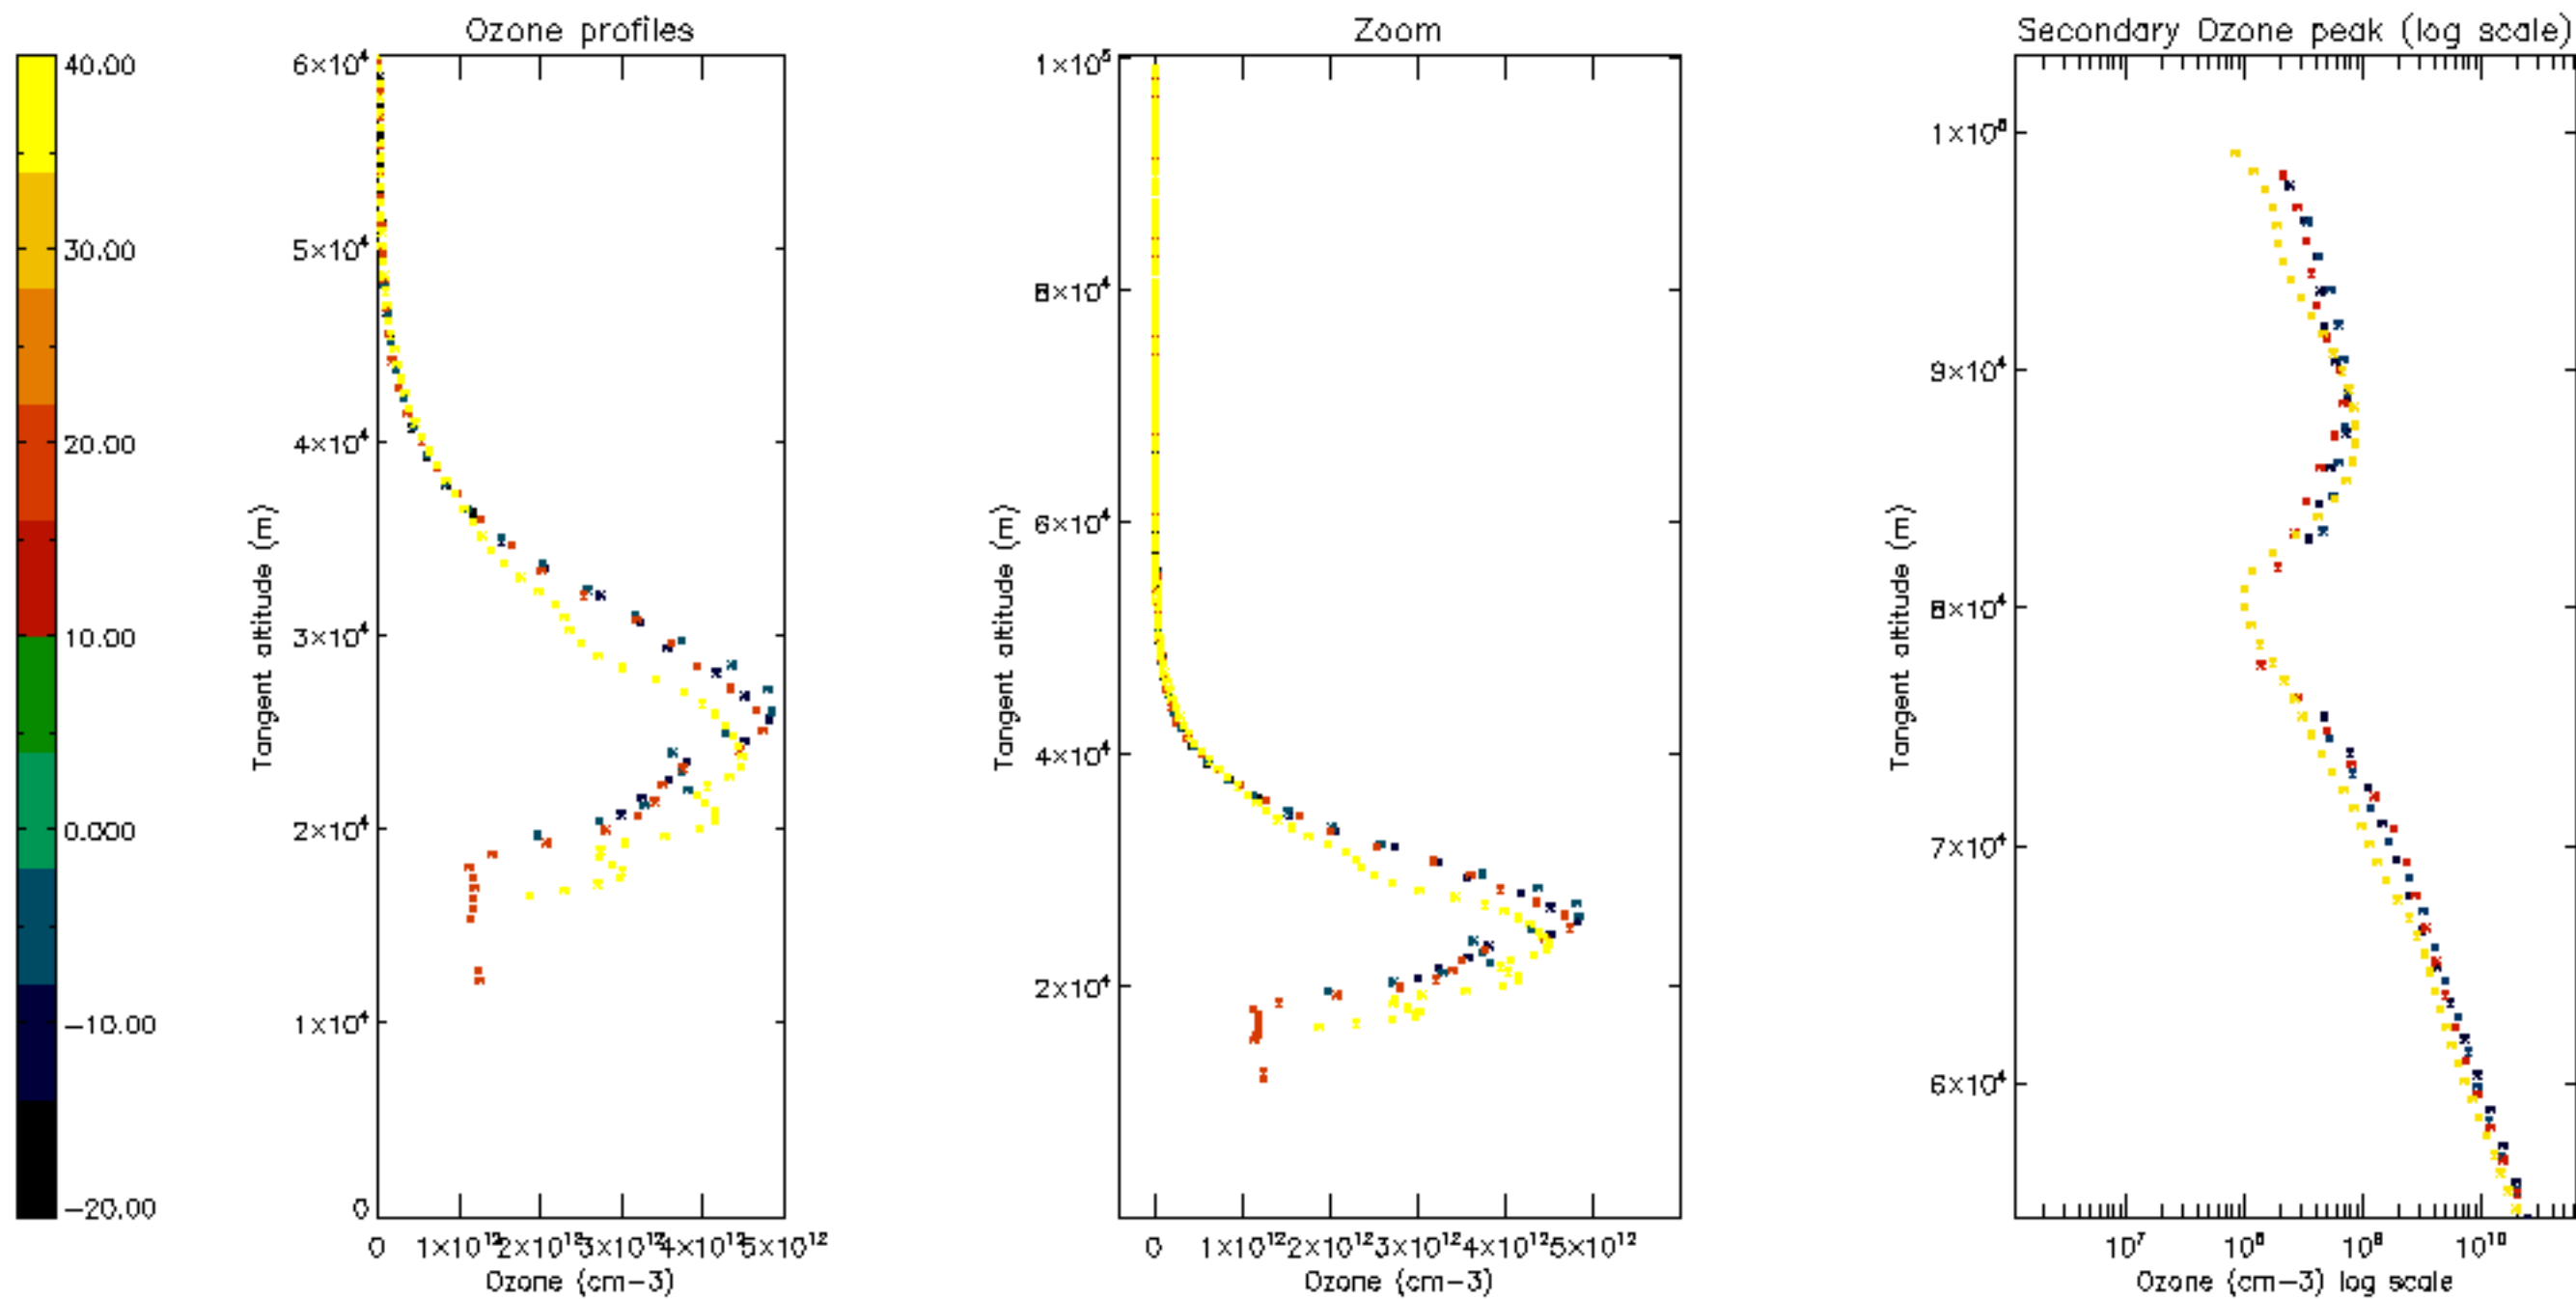 Ozone profiles
Zoom
Secondary Ozone peak (log scale)
40.00
30.00
20.00
10.00
0.000
-10.00
-20.00
6×10⁴
5×10⁴
4×10⁴
3×10⁴
2×10⁴
1×10⁴
0
Tangent altitude (m)
0 1×10¹² 2×10¹² 3×10¹² 4×10¹² 5×10¹²
Ozone (cm-3)
1×10⁵
8×10⁴
6×10⁴
4×10⁴
2×10⁴
Tangent altitude (m)
0 1×10¹² 2×10¹² 3×10¹² 4×10¹² 5×10¹²
Ozone (cm-3)
9×10⁴
8×10⁴
7×10⁴
6×10⁴
Tangent altitude (m)
10⁷ 10⁸ 10⁹ 10¹⁰
Ozone (cm-3) log scale